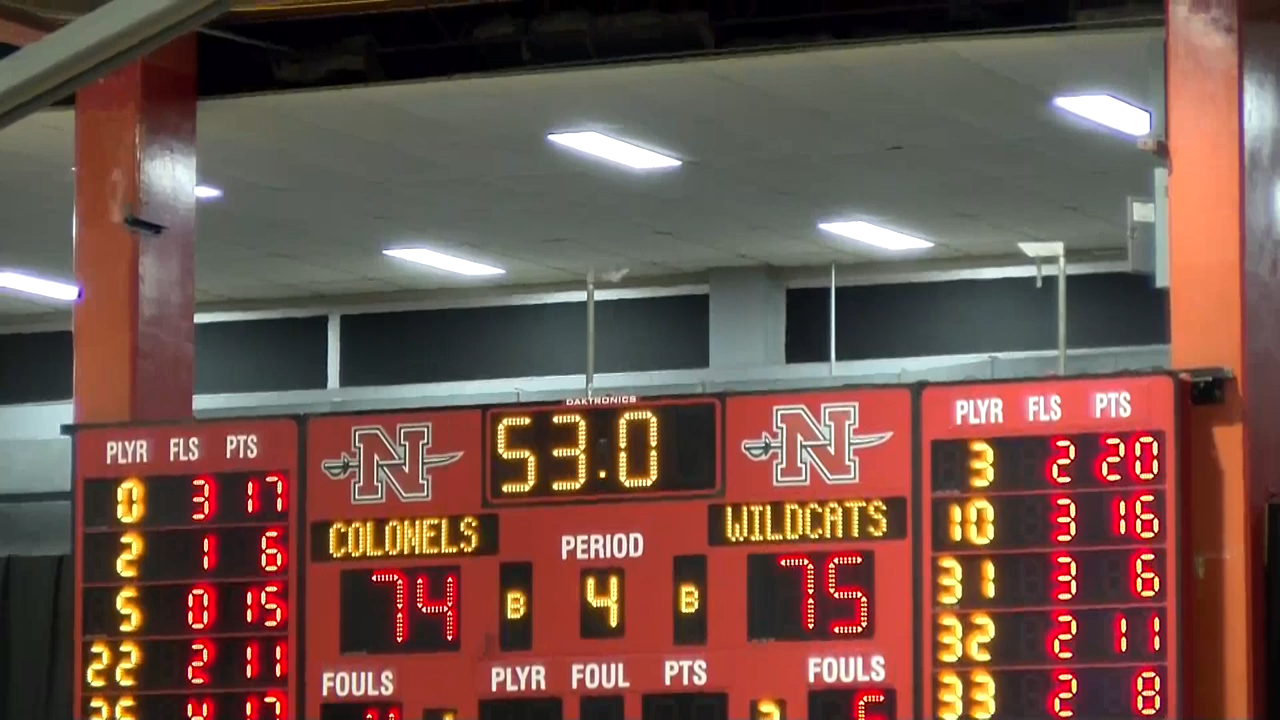 DAKTRONICS
53.0
N N
COLONELS WILDCATS
PERIOD
74 B 4 B 75
FOULS PLYR FOUL PTS FOULS
PLYR FLS PTS
0 3 17
2 1 6
5 0 15
22 2 11
PLYR FLS PTS
3 2 20
10 3 16
31 3 6
32 2 11
33 2 8